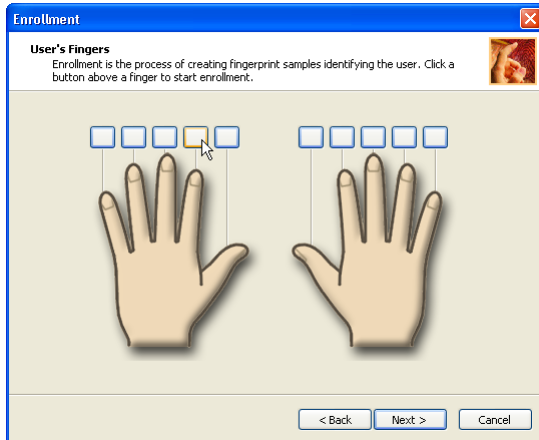 Enrollment
User's Fingers
Enrollment is the process of creating fingerprint samples identifying the user. Click a
button above a finger to start enrollment.
< Back Next > Cancel